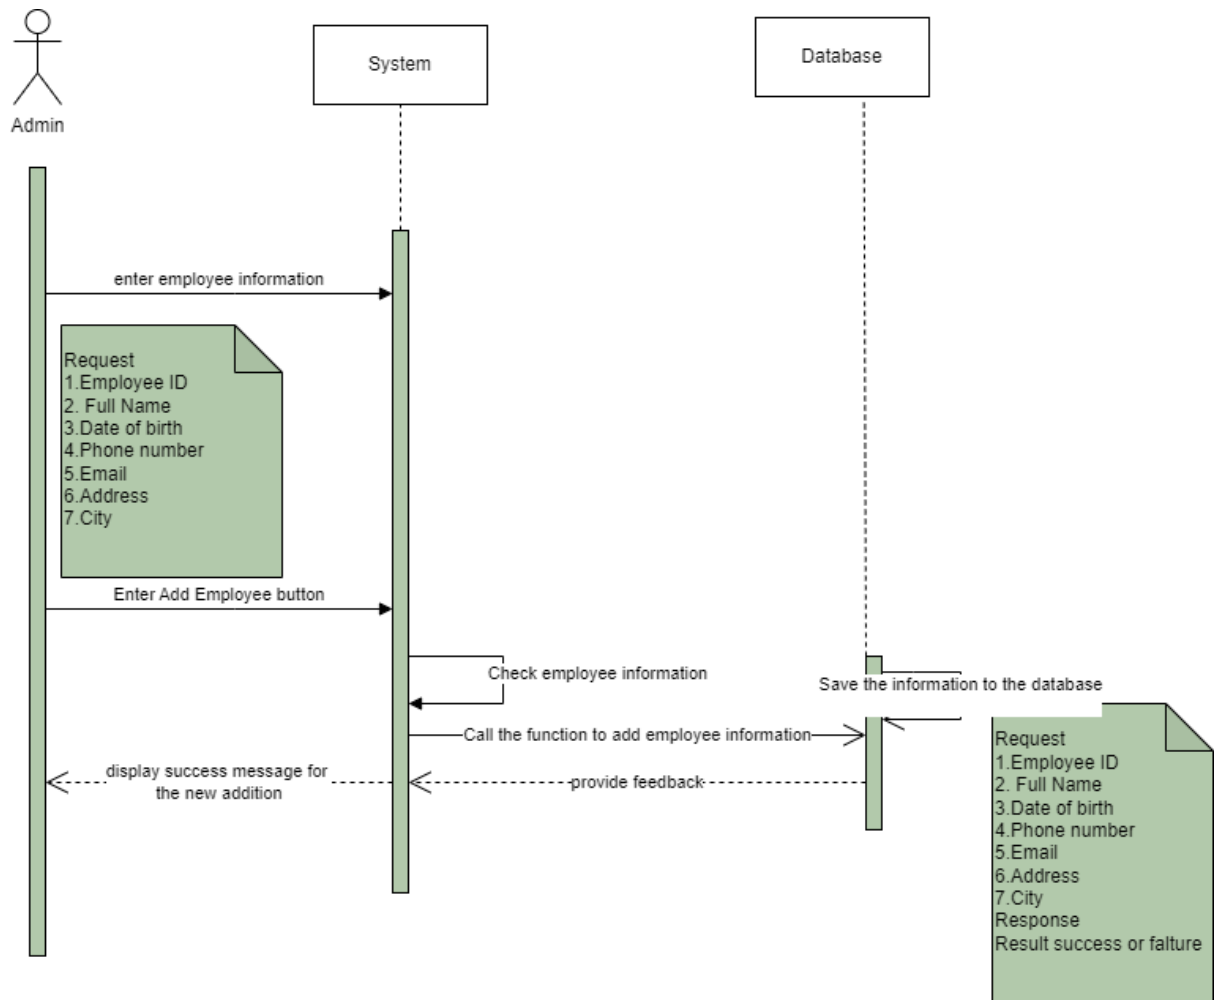 Admin
System
Database
enter employee information
Request
1.Employee ID
2. Full Name
3.Date of birth
4.Phone number
5.Email
6.Address
7.City
Enter Add Employee button
Check employee information
Save the information to the database
Call the function to add employee information
display success message for
the new addition
provide feedback
Request
1.Employee ID
2. Full Name
3.Date of birth
4.Phone number
5.Email
6.Address
7.City
Response
Result success or falture